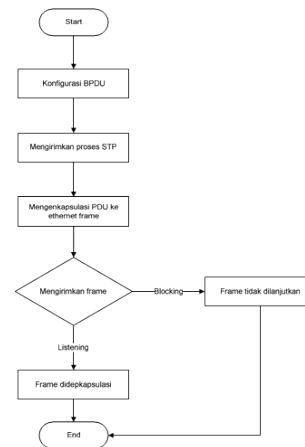 Start
Konfigurasi BPDU
Mengirimkan proses STP
Mengenkapsulasi PDU ke
ethernet frame
Mengirimkan frame
Blocking
Frame tidak dilanjutkan
Listening
Frame didepkapsulasi
End